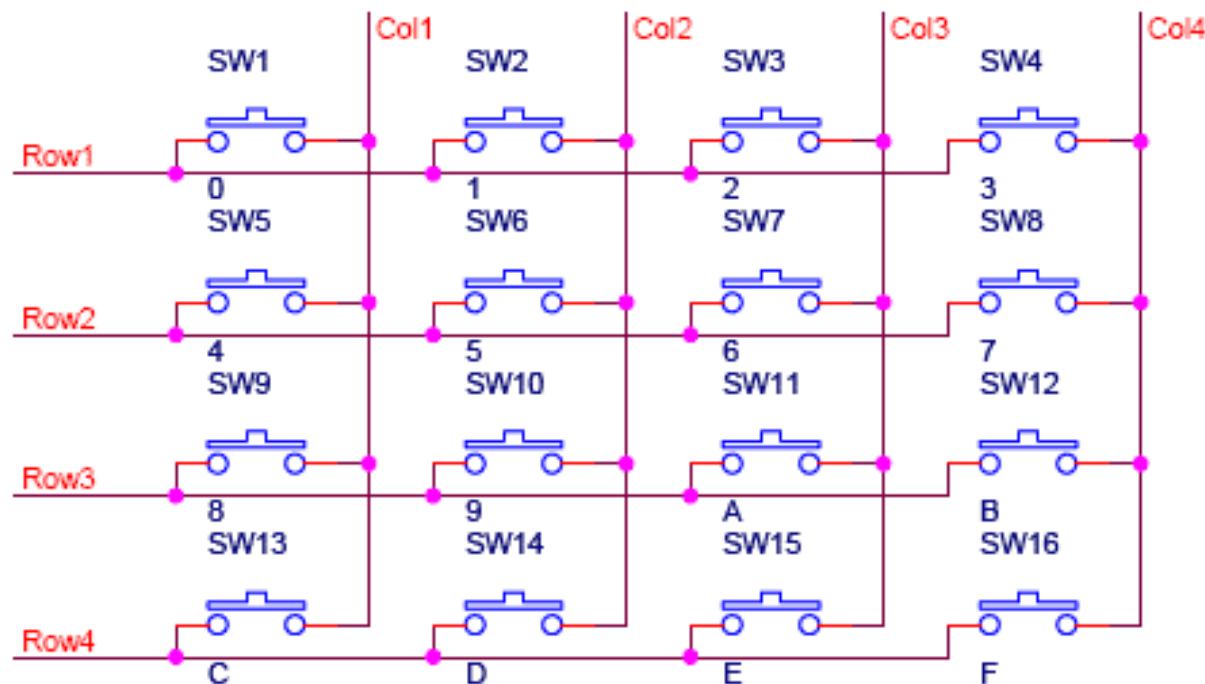 Col1 Col2 Col3 Col4
SW1 SW2 SW3 SW4
Row1
0 1 2 3
SW5 SW6 SW7 SW8
Row2
4 5 6 7
SW9 SW10 SW11 SW12
Row3
8 9 A B
SW13 SW14 SW15 SW16
Row4
C D E F